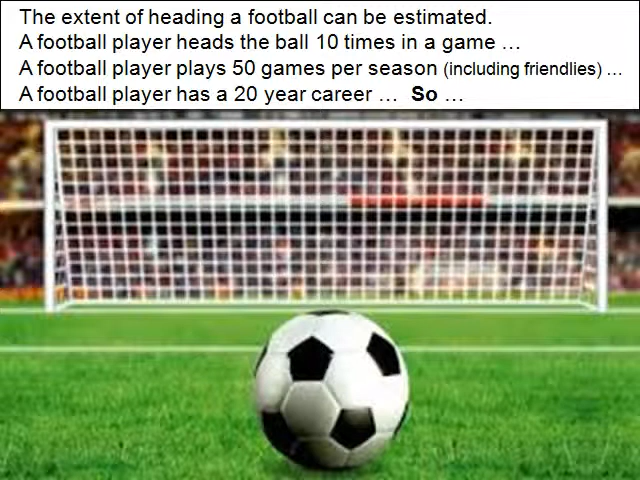 The extent of heading a football can be estimated.
A football player heads the ball 10 times in a game …
A football player plays 50 games per season (including friendlies) …
A football player has a 20 year career … So …